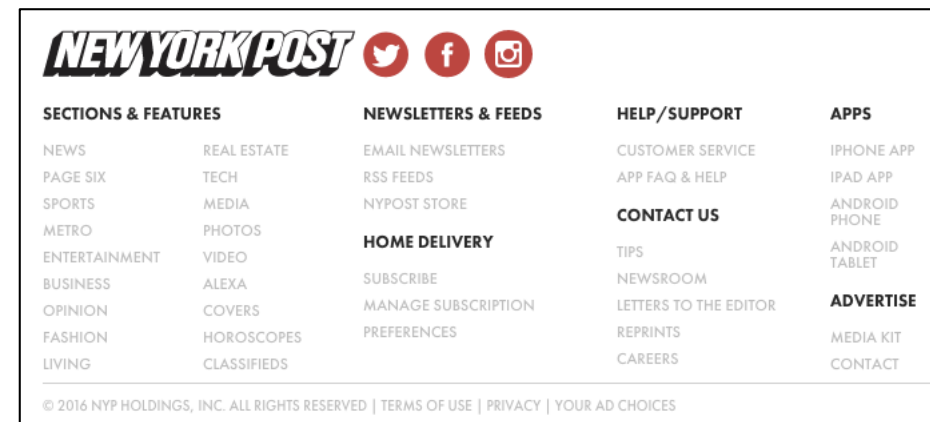 NEW YORK POST
SECTIONS & FEATURES
NEWS
PAGE SIX
SPORTS
METRO
ENTERTAINMENT
BUSINESS
OPINION
FASHION
LIVING
REAL ESTATE
TECH
MEDIA
PHOTOS
VIDEO
ALEXA
COVERS
HOROSCOPES
CLASSIFIEDS
NEWSLETTERS & FEEDS
EMAIL NEWSLETTERS
RSS FEEDS
NYPOST STORE
HOME DELIVERY
SUBSCRIBE
MANAGE SUBSCRIPTION
PREFERENCES
HELP/SUPPORT
CUSTOMER SERVICE
APP FAQ & HELP
CONTACT US
TIPS
NEWSROOM
LETTERS TO THE EDITOR
REPRINTS
CAREERS
APPS
IPHONE APP
IPAD APP
ANDROID
PHONE
ANDROID
TABLET
ADVERTISE
MEDIA KIT
CONTACT
© 2016 NYP HOLDINGS, INC. ALL RIGHTS RESERVED | TERMS OF USE | PRIVACY | YOUR AD CHOICES